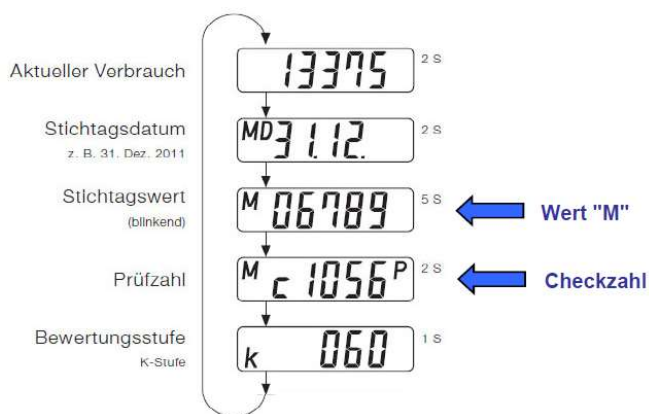 Aktueller Verbrauch 13375 2 S
Stichtagsdatum MD 31.12. 2 S
z. B. 31. Dez. 2011
Stichtagswert M 06789 5 S Wert "M"
(blinkend)
Prüfzahl M c 1056 P 2 S Checkzahl
Bewertungsstufe k 060 1 S
K-Stufe